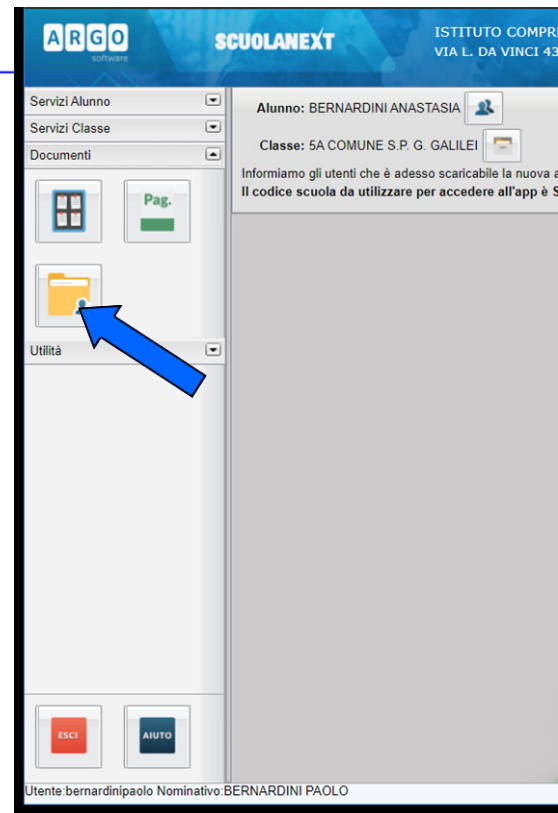 ARGO
software
SCUOLANEXT
ISTITUTO COMPR
VIA L. DA VINCI 43
Servizi Alunno
Servizi Classe
Documenti
Pag.
Utilità
ESCI
AIUTO
Alunno: BERNARDINI ANASTASIA
Classe: 5A COMUNE S.P. G. GALILEI
Informiamo gli utenti che è adesso scaricabile la nuova a
Il codice scuola da utilizzare per accedere all'app è S
Utente:bernardinipaolo Nominativo:BERNARDINI PAOLO